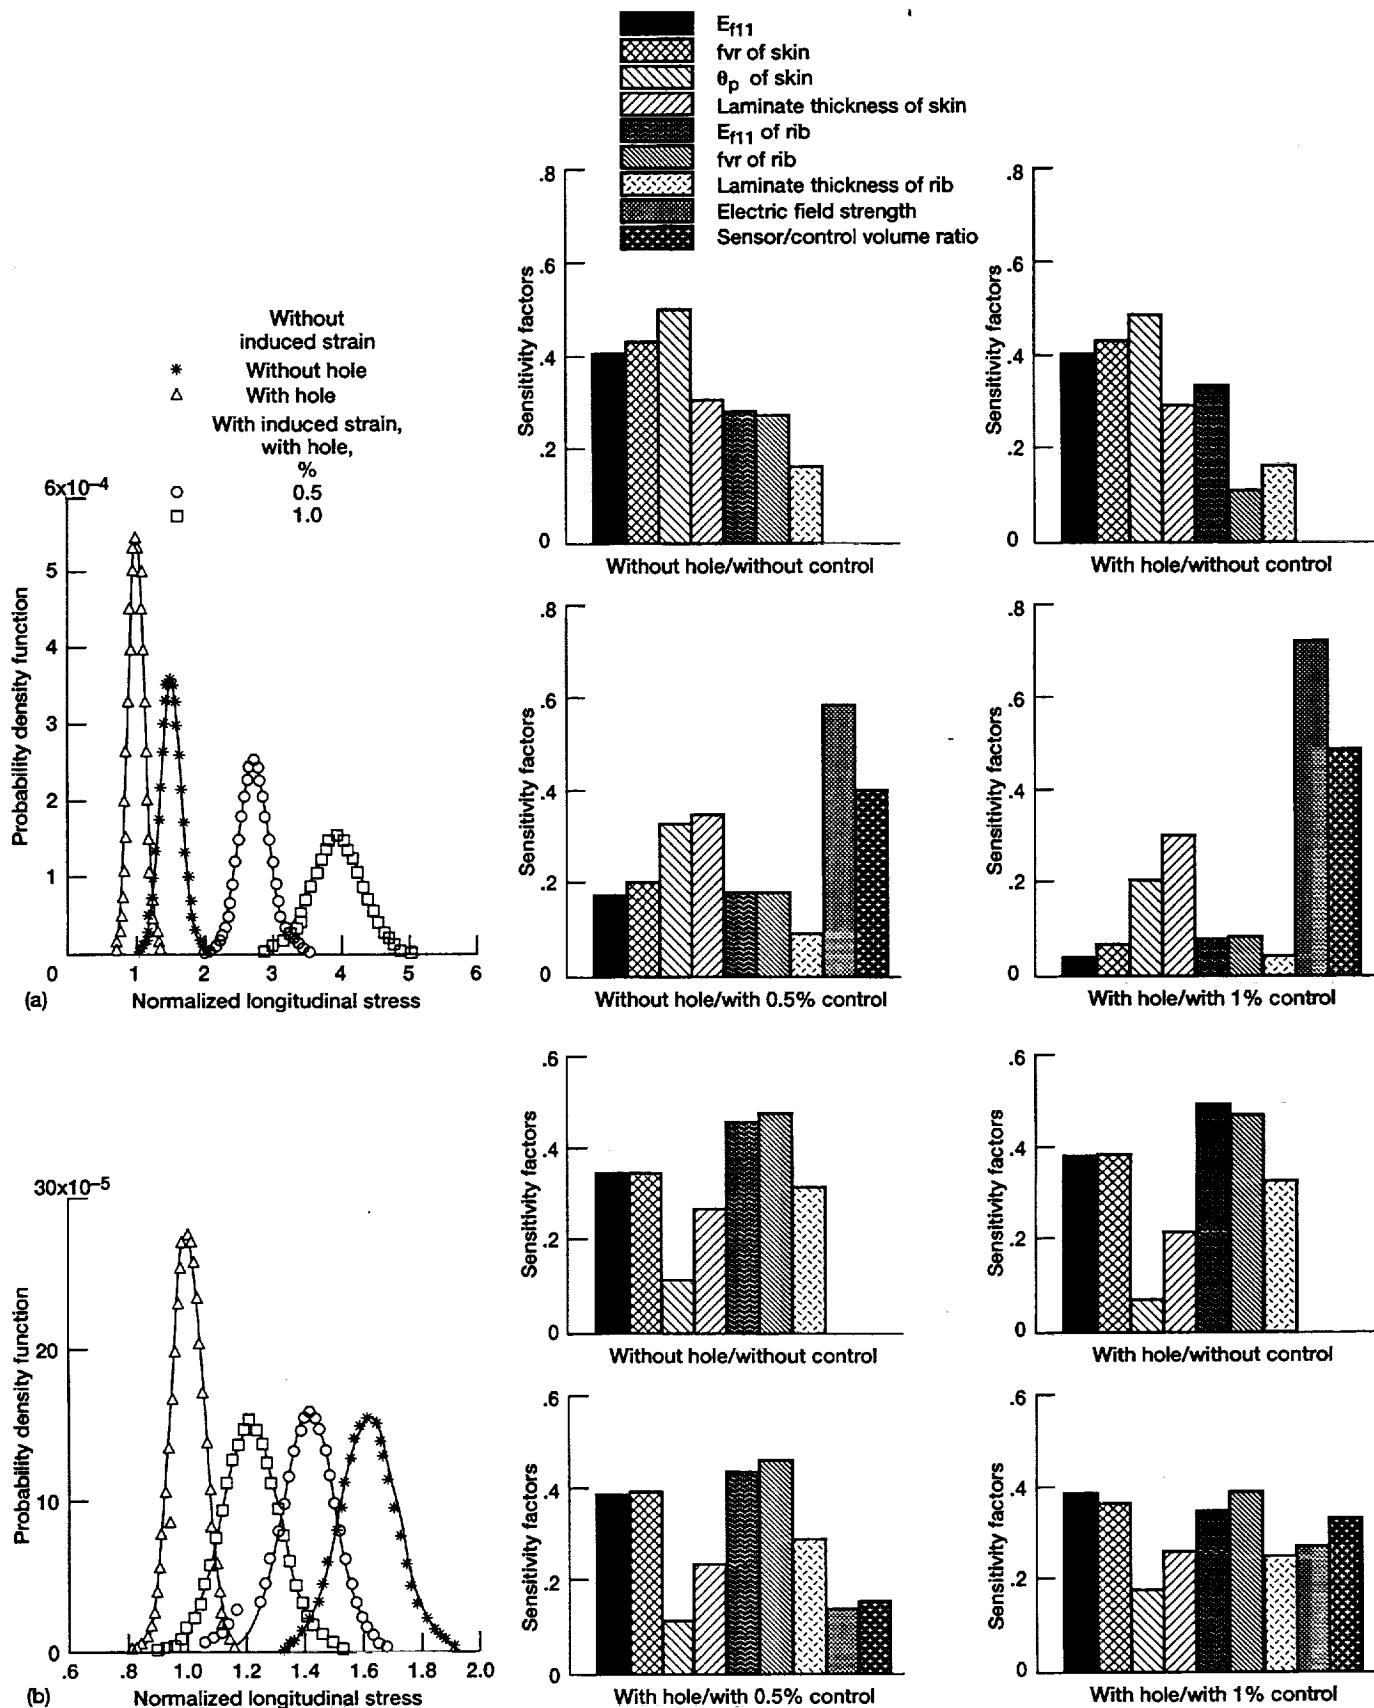 E_f11
fvr of skin
θ_p of skin
Laminate thickness of skin
E_f11 of rib
fvr of rib
Laminate thickness of rib
Electric field strength
Sensor/control volume ratio
Without
induced strain
Without hole
With hole
With induced strain,
with hole,
%
0.5
1.0
6x10⁻⁴
5
4
3
2
1
0
Probability density function
0 1 2 3 4 5 6
(a)
Normalized longitudinal stress
.8
.6
.4
.2
0
Sensitivity factors
Without hole/without control
.8
.6
.4
.2
0
Sensitivity factors
With hole/without control
.8
.6
.4
.2
0
Sensitivity factors
Without hole/with 0.5% control
.8
.6
.4
.2
0
Sensitivity factors
With hole/with 1% control
30x10⁻⁵
20
10
0
Probability density function
.6 .8 1.0 1.2 1.4 1.6 1.8 2.0
(b)
Normalized longitudinal stress
.6
.4
.2
0
Sensitivity factors
Without hole/without control
.6
.4
.2
0
Sensitivity factors
With hole/without control
.6
.4
.2
0
Sensitivity factors
With hole/with 0.5% control
.6
.4
.2
0
Sensitivity factors
With hole/with 1% control